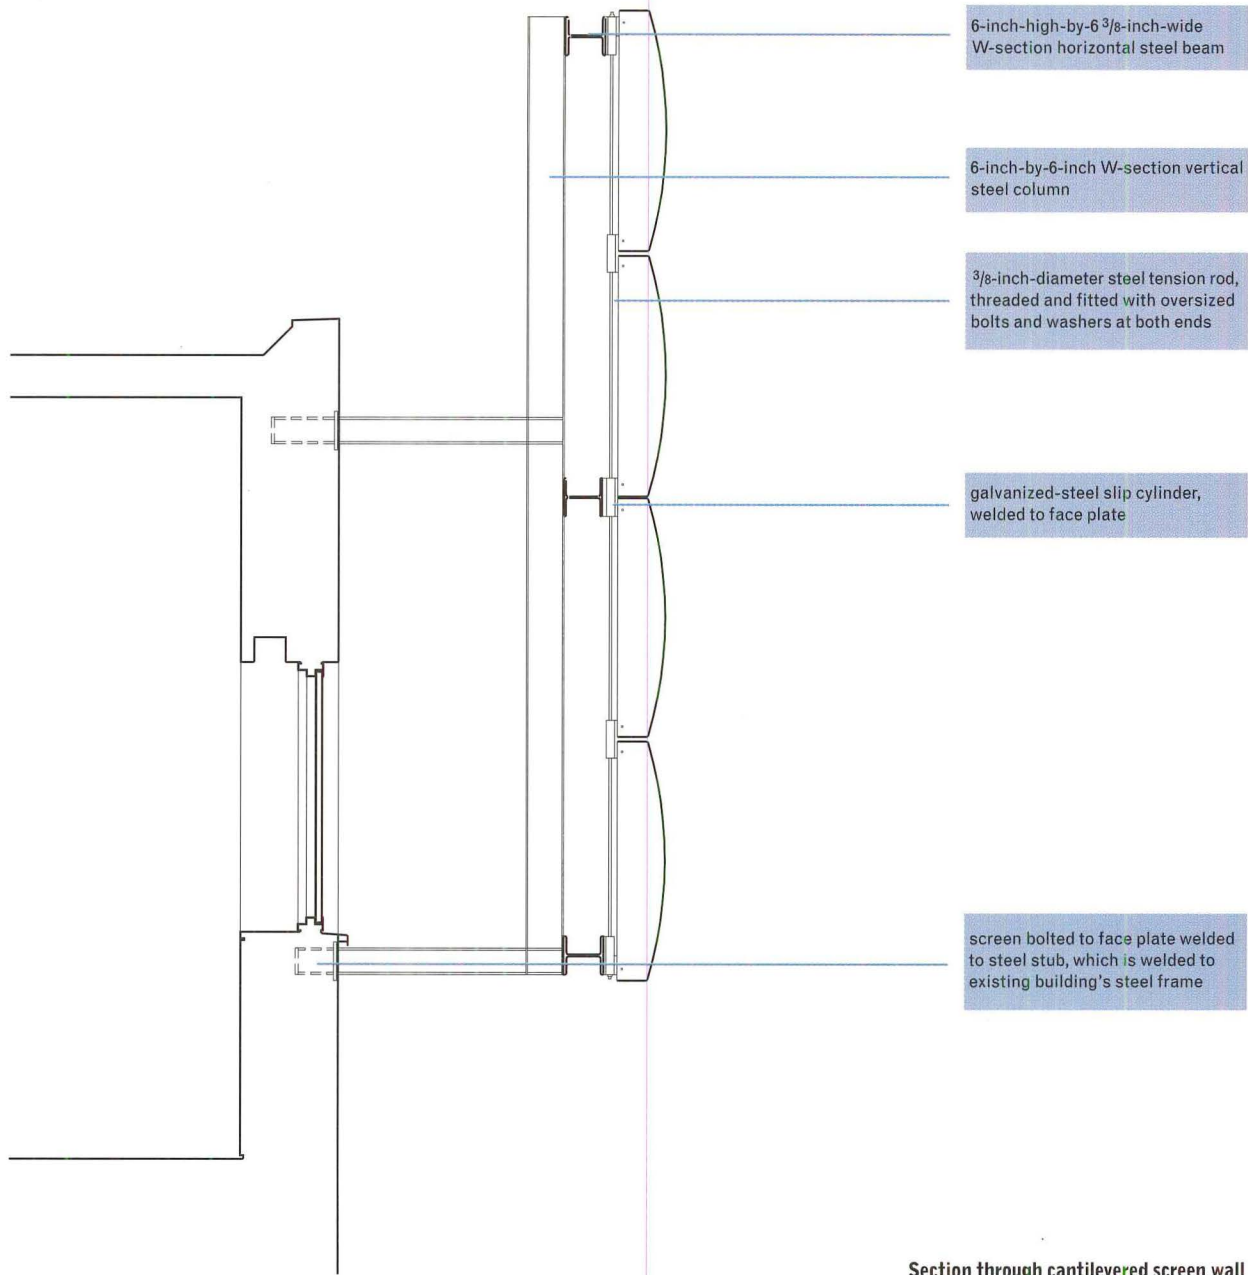 6-inch-high-by-6 3/8-inch-wide
W-section horizontal steel beam
6-inch-by-6-inch W-section vertical
steel column
3/8-inch-diameter steel tension rod,
threaded and fitted with oversized
bolts and washers at both ends
galvanized-steel slip cylinder,
welded to face plate
screen bolted to face plate welded
to steel stub, which is welded to
existing building's steel frame
Section through cantilevered screen wall